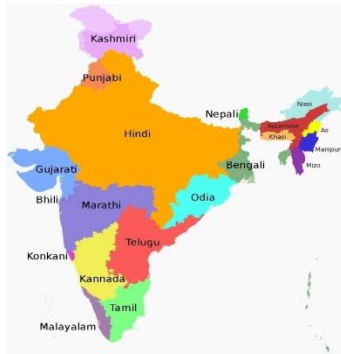 Kashmiri
Punjabi
Nissi
Nepali
Assamese
Ao
Khasi
Hindi
Manipuri
Bengali
Mizo
Gujarati
Bhili
Marathi
Odia
Telugu
Konkani
Kannada
Tamil
Malayalam